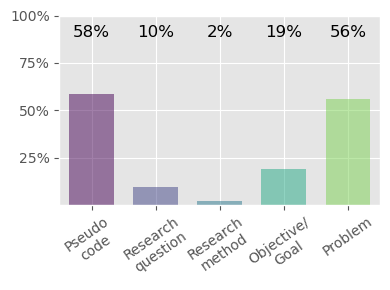 100%
58% 10% 2% 19% 56%
75%
50%
25%
Pseudo
code
Research
question
Research
method
Objective/
Goal
Problem